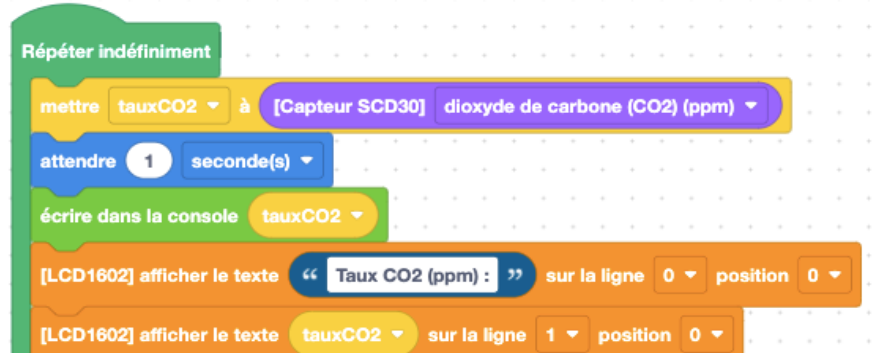 Répéter indéfiniment
mettre tauxCO2 à [Capteur SCD30] dioxyde de carbone (CO2) (ppm)
attendre 1 seconde(s)
écrire dans la console tauxCO2
[LCD1602] afficher le texte “ Taux CO2 (ppm) : ” sur la ligne 0 position 0
[LCD1602] afficher le texte tauxCO2 sur la ligne 1 position 0